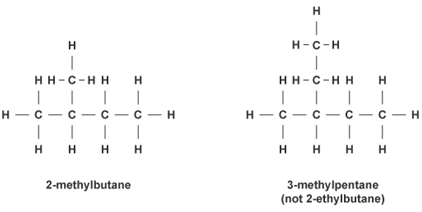 H
H H–C–H H H
H — C — C — C — C — H
H H H H
2-methylbutane
H
H–C–H
H H–C–H H H
H — C — C — C — C — H
H H H H
3-methylpentane
(not 2-ethylbutane)